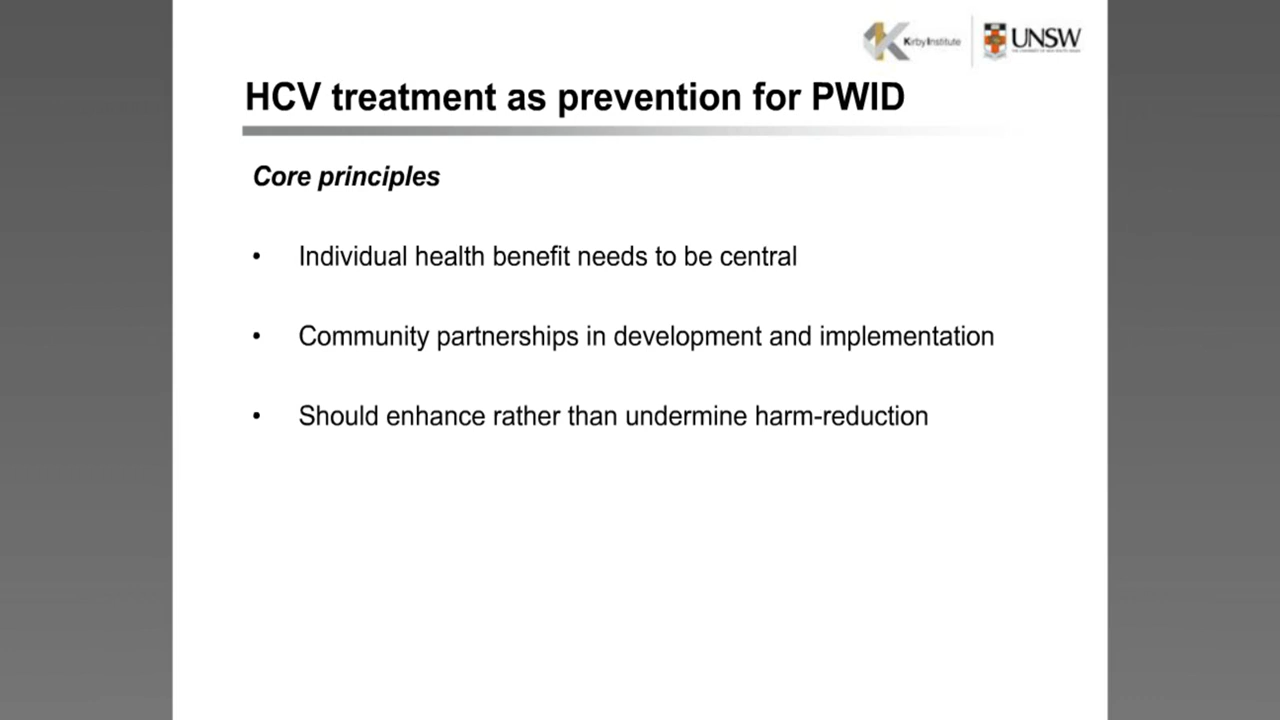 Kirby Institute
UNSW
HCV treatment as prevention for PWID
Core principles
• Individual health benefit needs to be central
• Community partnerships in development and implementation
• Should enhance rather than undermine harm-reduction